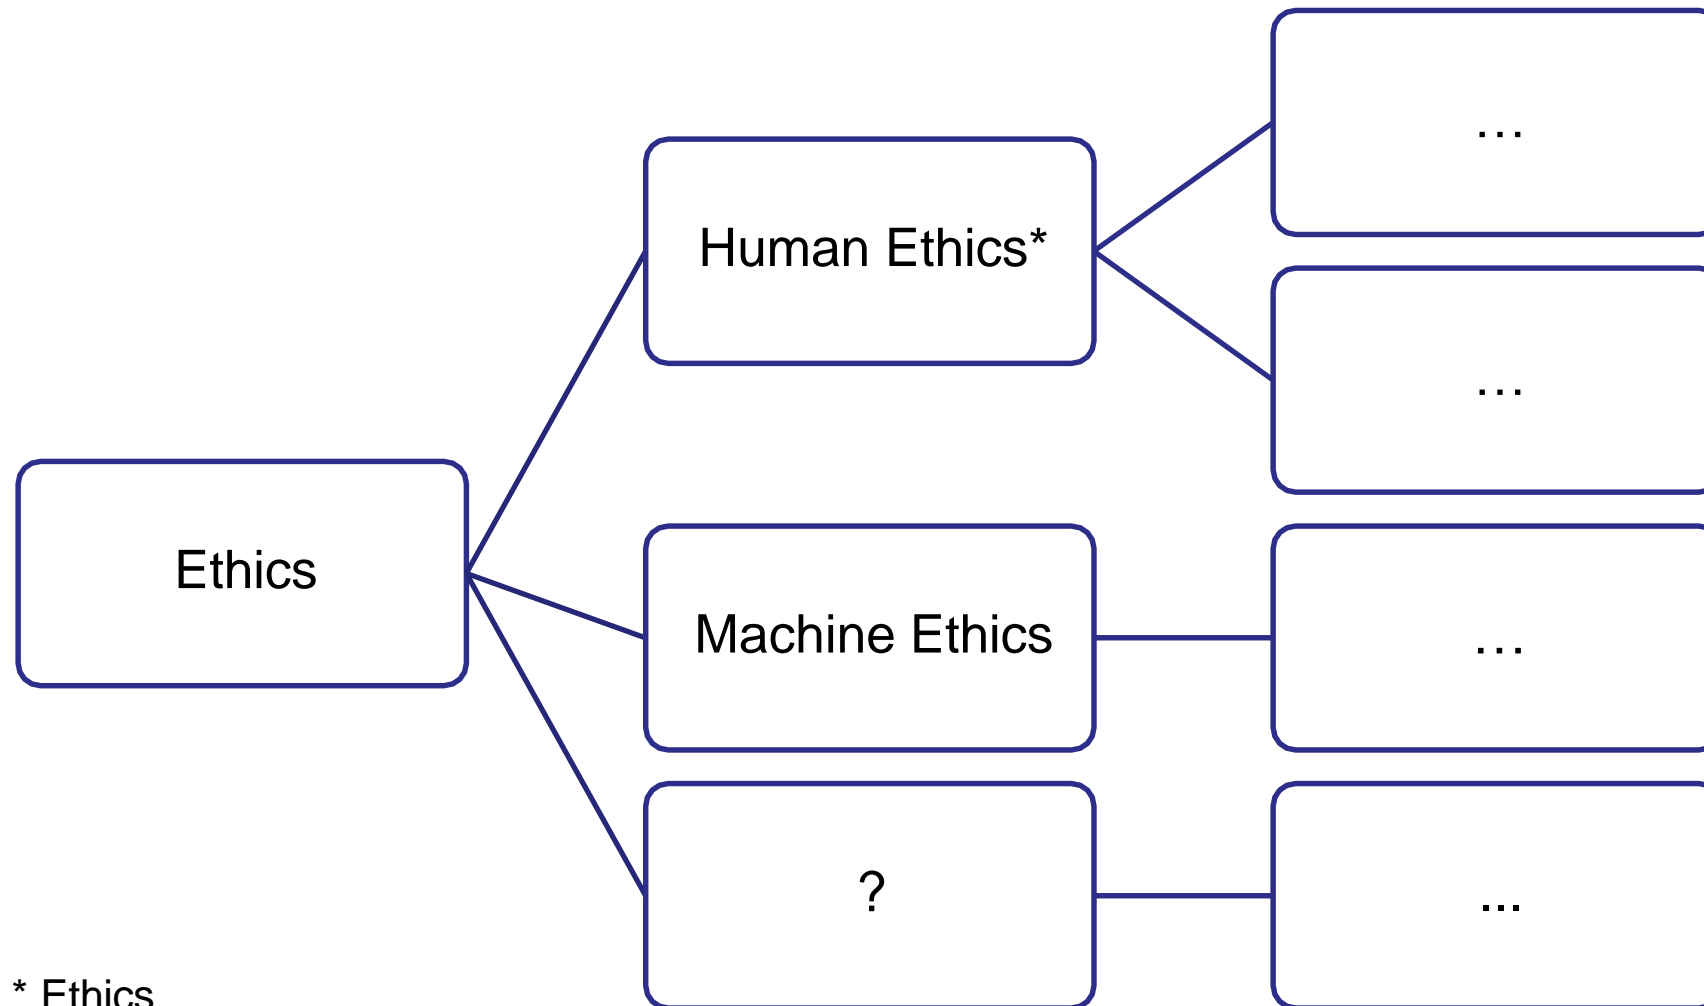 …
Human Ethics*
…
Ethics
Machine Ethics
…
?
...
* Ethics